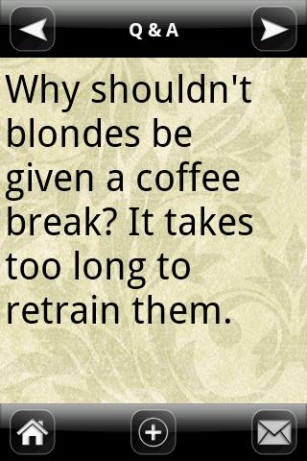 Q & A
Why shouldn't
blondes be
given a coffee
break? It takes
too long to
retrain them.